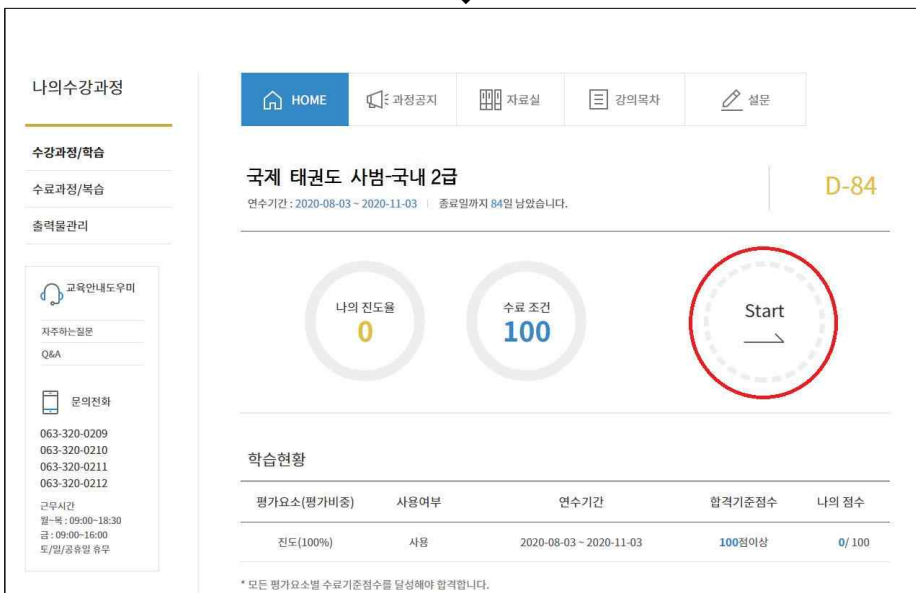 나의수강과정
수강과정/학습
수료과정/복습
출력물관리
교육안내도우미
자주하는질문
Q&A
문의전화
063-320-0209
063-320-0210
063-320-0211
063-320-0212
근무시간
월~목 : 09:00~18:30
금 : 09:00~16:00
토/일/공휴일 휴무
HOME 과정공지 자료실 강의목차 설문
국제 태권도 사범-국내 2급
D-84
연수기간 : 2020-08-03 ~ 2020-11-03 | 종료일까지 84일 남았습니다.
나의 진도율
0
수료 조건
100
Start
학습현황
평가요소(평가비중) 사용여부 연수기간 합격기준점수 나의 점수
진도(100%) 사용 2020-08-03 ~ 2020-11-03 100점이상 0/ 100
* 모든 평가요소별 수료기준점수를 달성해야 합격합니다.